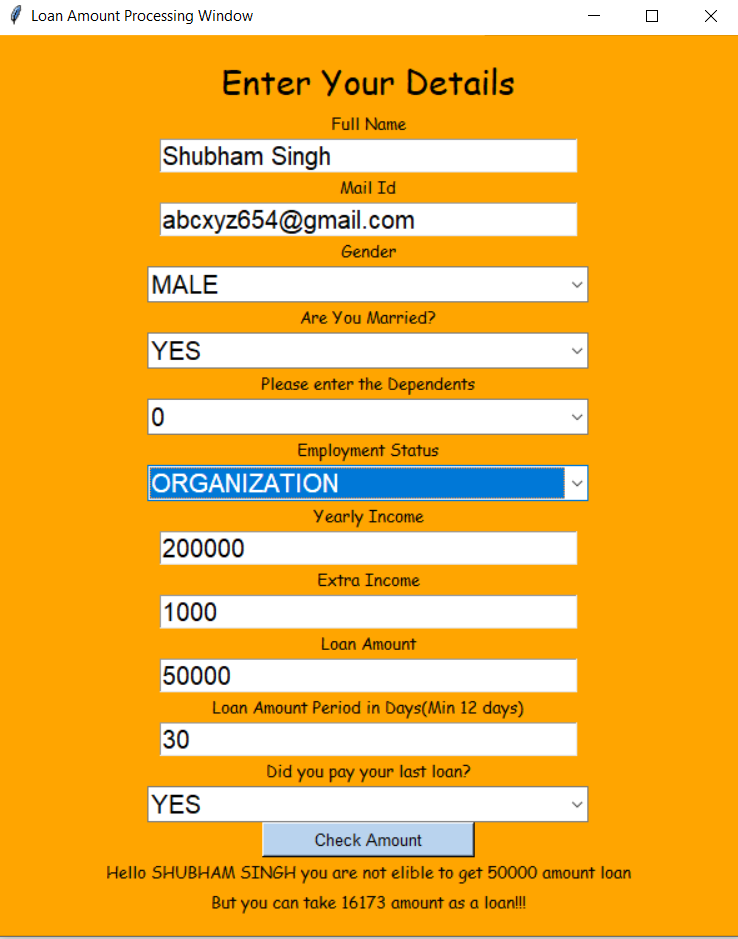 Loan Amount Processing Window
Enter Your Details
Full Name
Shubham Singh
Mail Id
abcxyz654@gmail.com
Gender
MALE
Are You Married?
YES
Please enter the Dependents
0
Employment Status
ORGANIZATION
Yearly Income
200000
Extra Income
1000
Loan Amount
50000
Loan Amount Period in Days(Min 12 days)
30
Did you pay your last loan?
YES
Check Amount
Hello SHUBHAM SINGH you are not elible to get 50000 amount loan
But you can take 16173 amount as a loan!!!